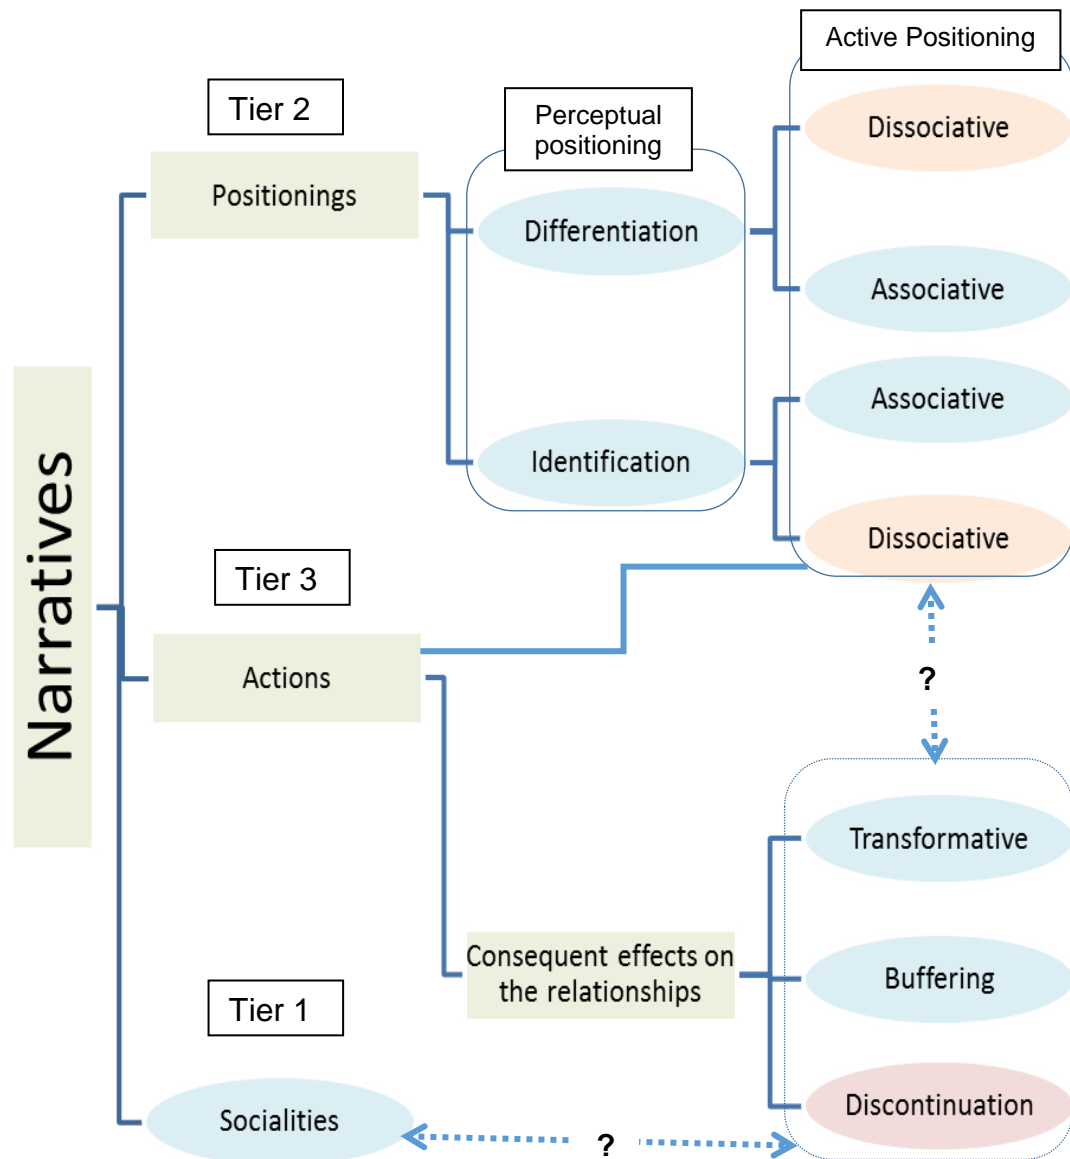 Active Positioning
Tier 2
Perceptual
positioning
Dissociative
Positionings
Differentiation
Associative
Associative
Identification
Narratives
Dissociative
Tier 3
Actions
?
Transformative
Consequent effects on
the relationships
Buffering
Tier 1
Discontinuation
Socialities
?